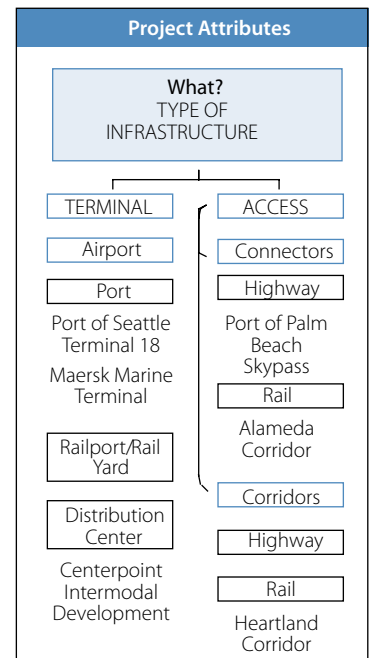 Project Attributes
What?
TYPE OF
INFRASTRUCTURE
TERMINAL
Airport
Port
Port of Seattle
Terminal 18
Maersk Marine
Terminal
Railport/Rail
Yard
Distribution
Center
Centerpoint
Intermodal
Development
ACCESS
Connectors
Highway
Port of Palm
Beach
Skypass
Rail
Alameda
Corridor
Corridors
Highway
Rail
Heartland
Corridor